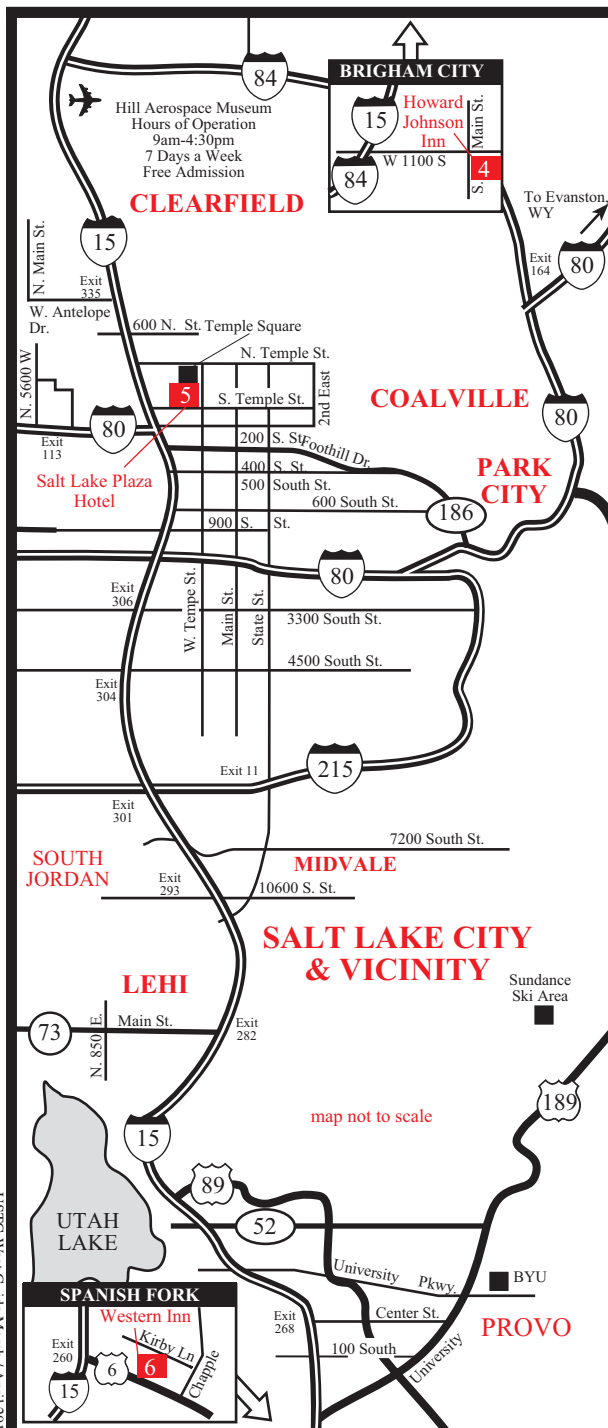 84
BRIGHAM CITY
Hill Aerospace Museum
Hours of Operation
9am-4:30pm
7 Days a Week
Free Admission
CLEARFIELD
Howard
Johnson
Inn
15
Main St.
W 1100 S
4
84
S.
To Evanston,
WY
Exit
164
80
15
N. Main St.
Exit
335
W. Antelope
Dr.
600 N. St.
Temple Square
N. Temple St.
N. 5600 W
5
S. Temple St.
2nd East
COALVILLE
80
80
Exit
113
200 S. St.
Foothill Dr.
Salt Lake Plaza
Hotel
400 S. St.
500 South St.
PARK
CITY
600 South St.
186
900 S. St.
80
Exit
306
W. Tempe St.
Main St.
State St.
3300 South St.
4500 South St.
Exit
304
Exit 11
215
Exit
301
7200 South St.
SOUTH
JORDAN
MIDVALE
Exit
293
10600 S. St.
SALT LAKE CITY
& VICINITY
LEHI
Sundance
Ski Area
73
Main St.
N. 850 E.
Exit
282
189
map not to scale
15
89
52
UTAH
LAKE
University Pkwy.
BYU
SPANISH FORK
Western Inn
Exit
268
Center St.
PROVO
Kirby Ln
Exit
260
6
6
Chapple
100 South
University
15